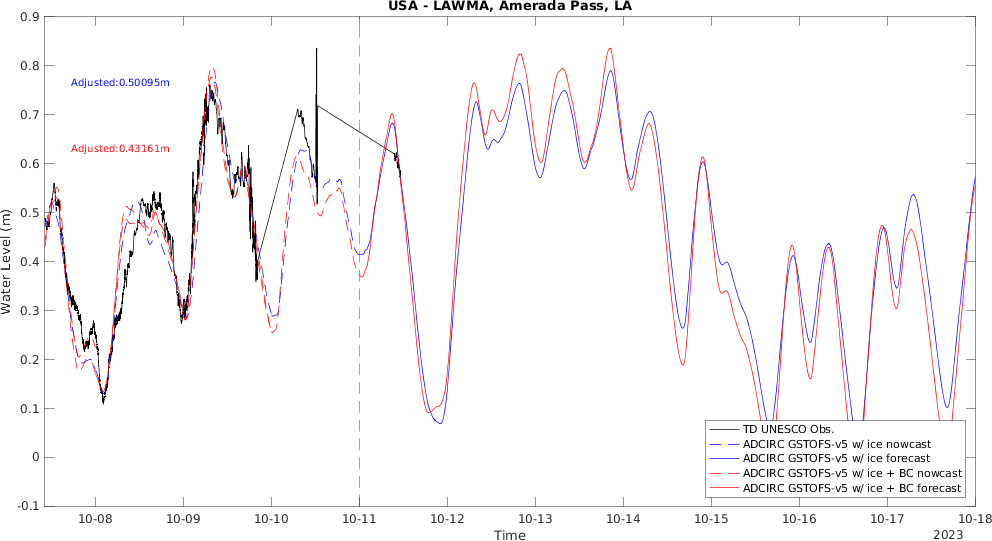 USA - LAWMA, Amerada Pass, LA
0.9
0.8
0.7
0.6
0.5
0.4
0.3
0.2
0.1
0
-0.1
Water Level (m)
Adjusted:0.50095m
Adjusted:0.43161m
TD UNESCO Obs.
ADCIRC GSTOFS-v5 w/ ice nowcast
ADCIRC GSTOFS-v5 w/ ice forecast
ADCIRC GSTOFS-v5 w/ ice + BC nowcast
ADCIRC GSTOFS-v5 w/ ice + BC forecast
10-08 10-09 10-10 10-11 10-12 10-13 10-14 10-15 10-16 10-17 10-18
Time
2023